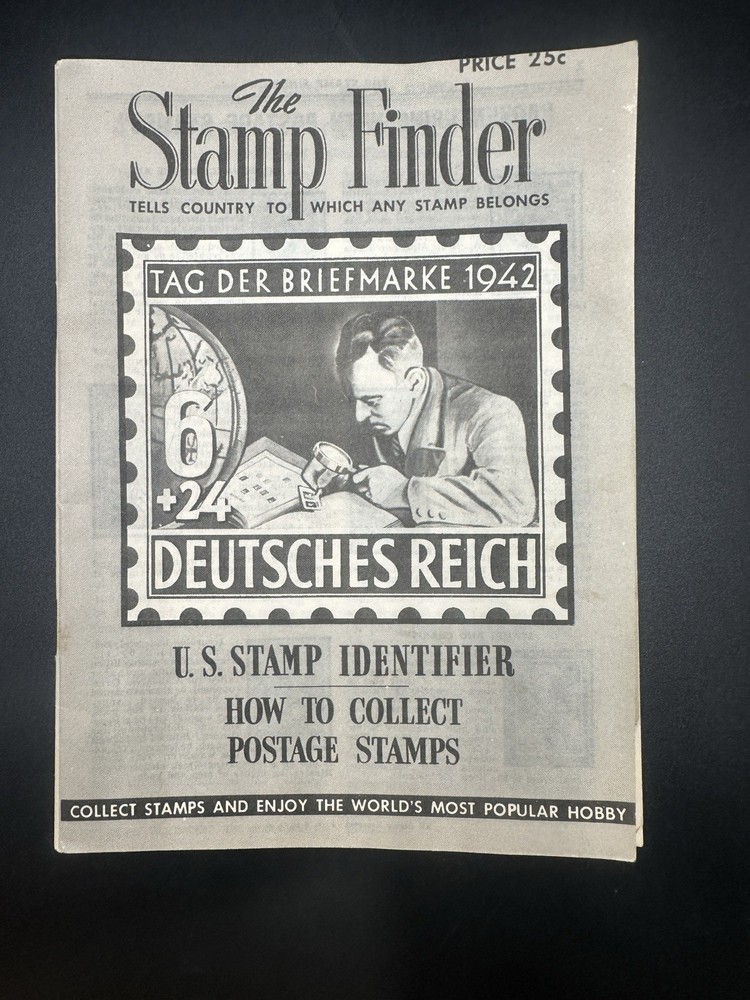 PRICE 25c
The
Stamp Finder
TELLS COUNTRY TO WHICH ANY STAMP BELONGS
TAG DER BRIEFMARKE 1942
6
+24
DEUTSCHES REICH
U. S. STAMP IDENTIFIER
HOW TO COLLECT
POSTAGE STAMPS
COLLECT STAMPS AND ENJOY THE WORLD'S MOST POPULAR HOBBY